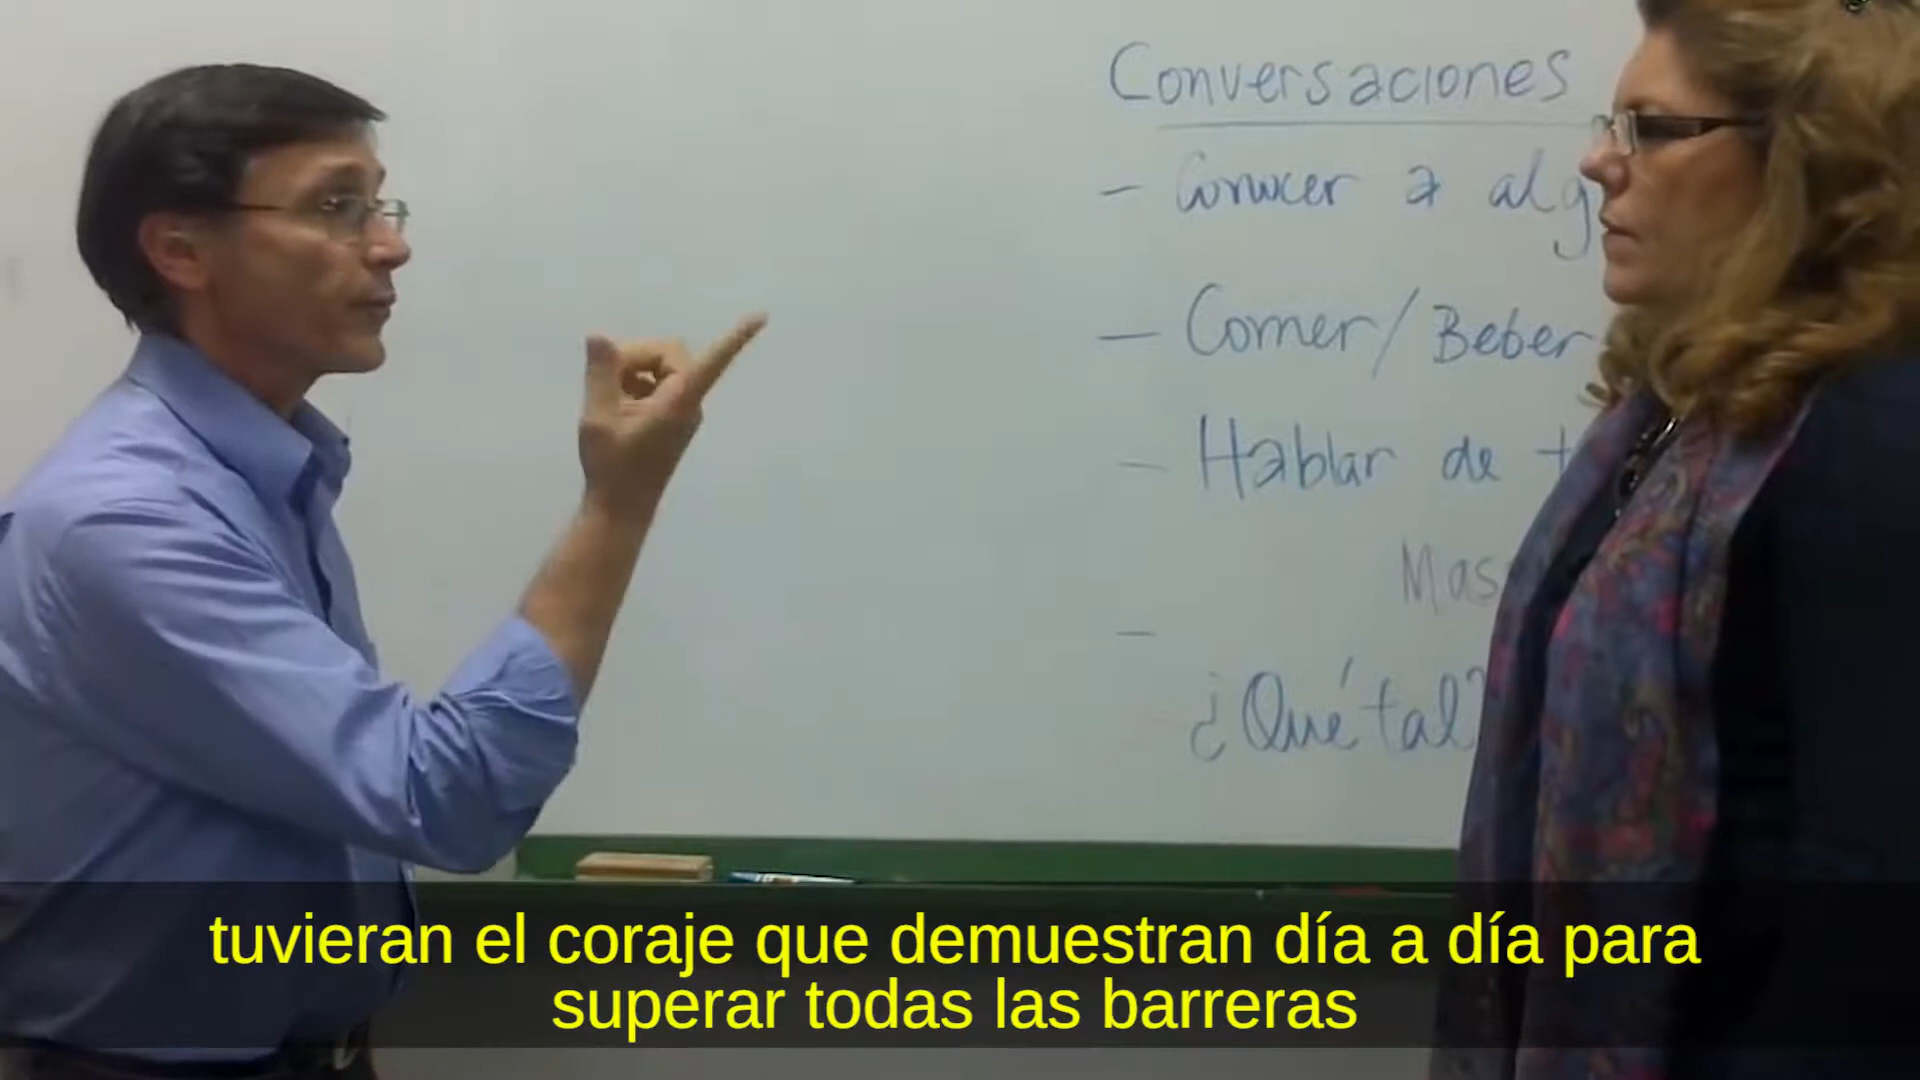 Conversaciones
- Conocer a alg
- Comer/Beber
- Hablar de t
Mas
-
¿Qué tal?
tuvieran el coraje que demuestran día a día para
superar todas las barreras